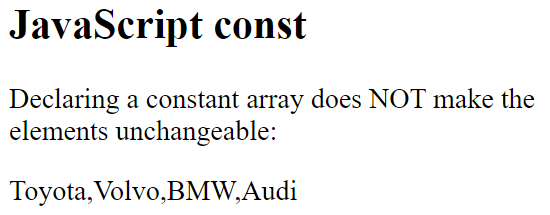 JavaScript const
Declaring a constant array does NOT make the
elements unchangeable:
Toyota,Volvo,BMW,Audi